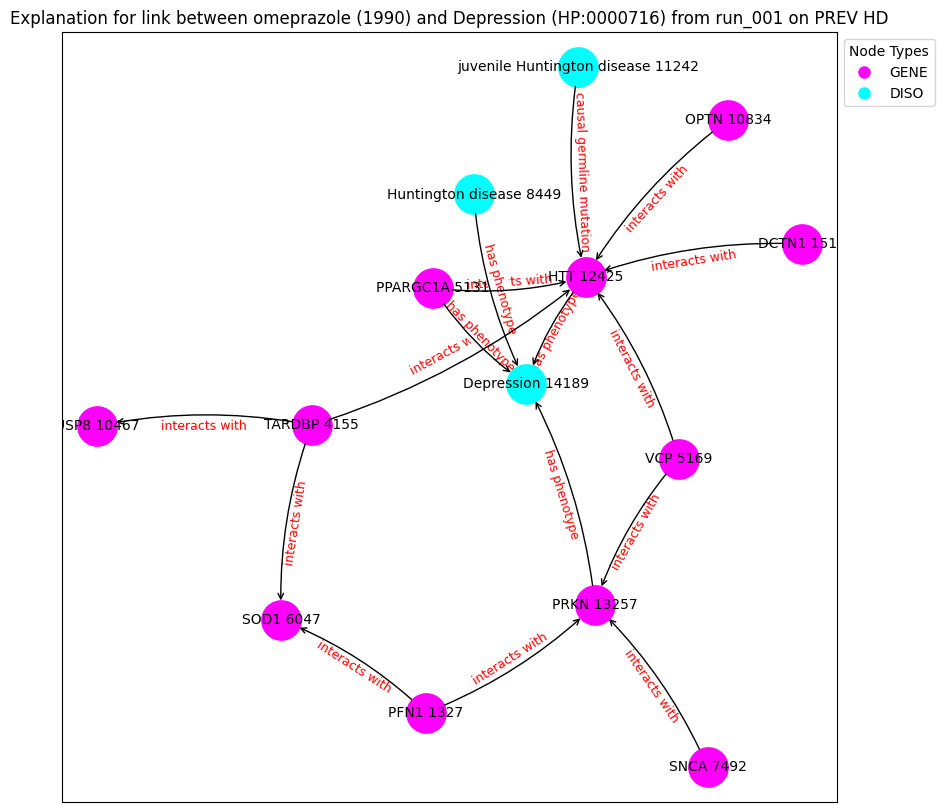 Explanation for link between omeprazole (1990) and Depression (HP:0000716) from run_001 on PREV HD
Node Types
GENE
DISO
juvenile Huntington disease 11242
causal germline mutation
OPTN 10834
interacts with
Huntington disease 8449
has phenotype
DCTN1 151
interacts with
HTT 12425
PPARGC1A 5131
ts with
has phenotype
has phenotype
interacts w
Depression 14189
interacts with
USP8 10467
interacts with
TARDBP 4155
VCP 5169
has phenotype
interacts with
interacts with
PRKN 13257
SOD1 6047
interacts with
interacts with
interacts with
PFN1 1327
SNCA 7492